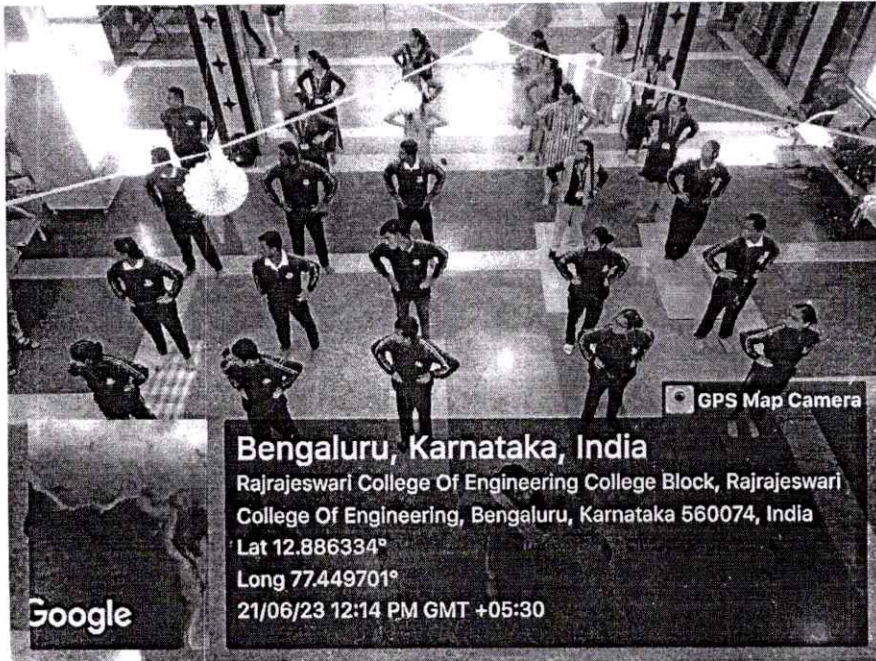 GPS Map Camera
Bengaluru, Karnataka, India
Rajrajeswari College Of Engineering College Block, Rajrajeswari
College Of Engineering, Bengaluru, Karnataka 560074, India
Lat 12.886334°
Long 77.449701°
21/06/23 12:14 PM GMT +05:30
Google